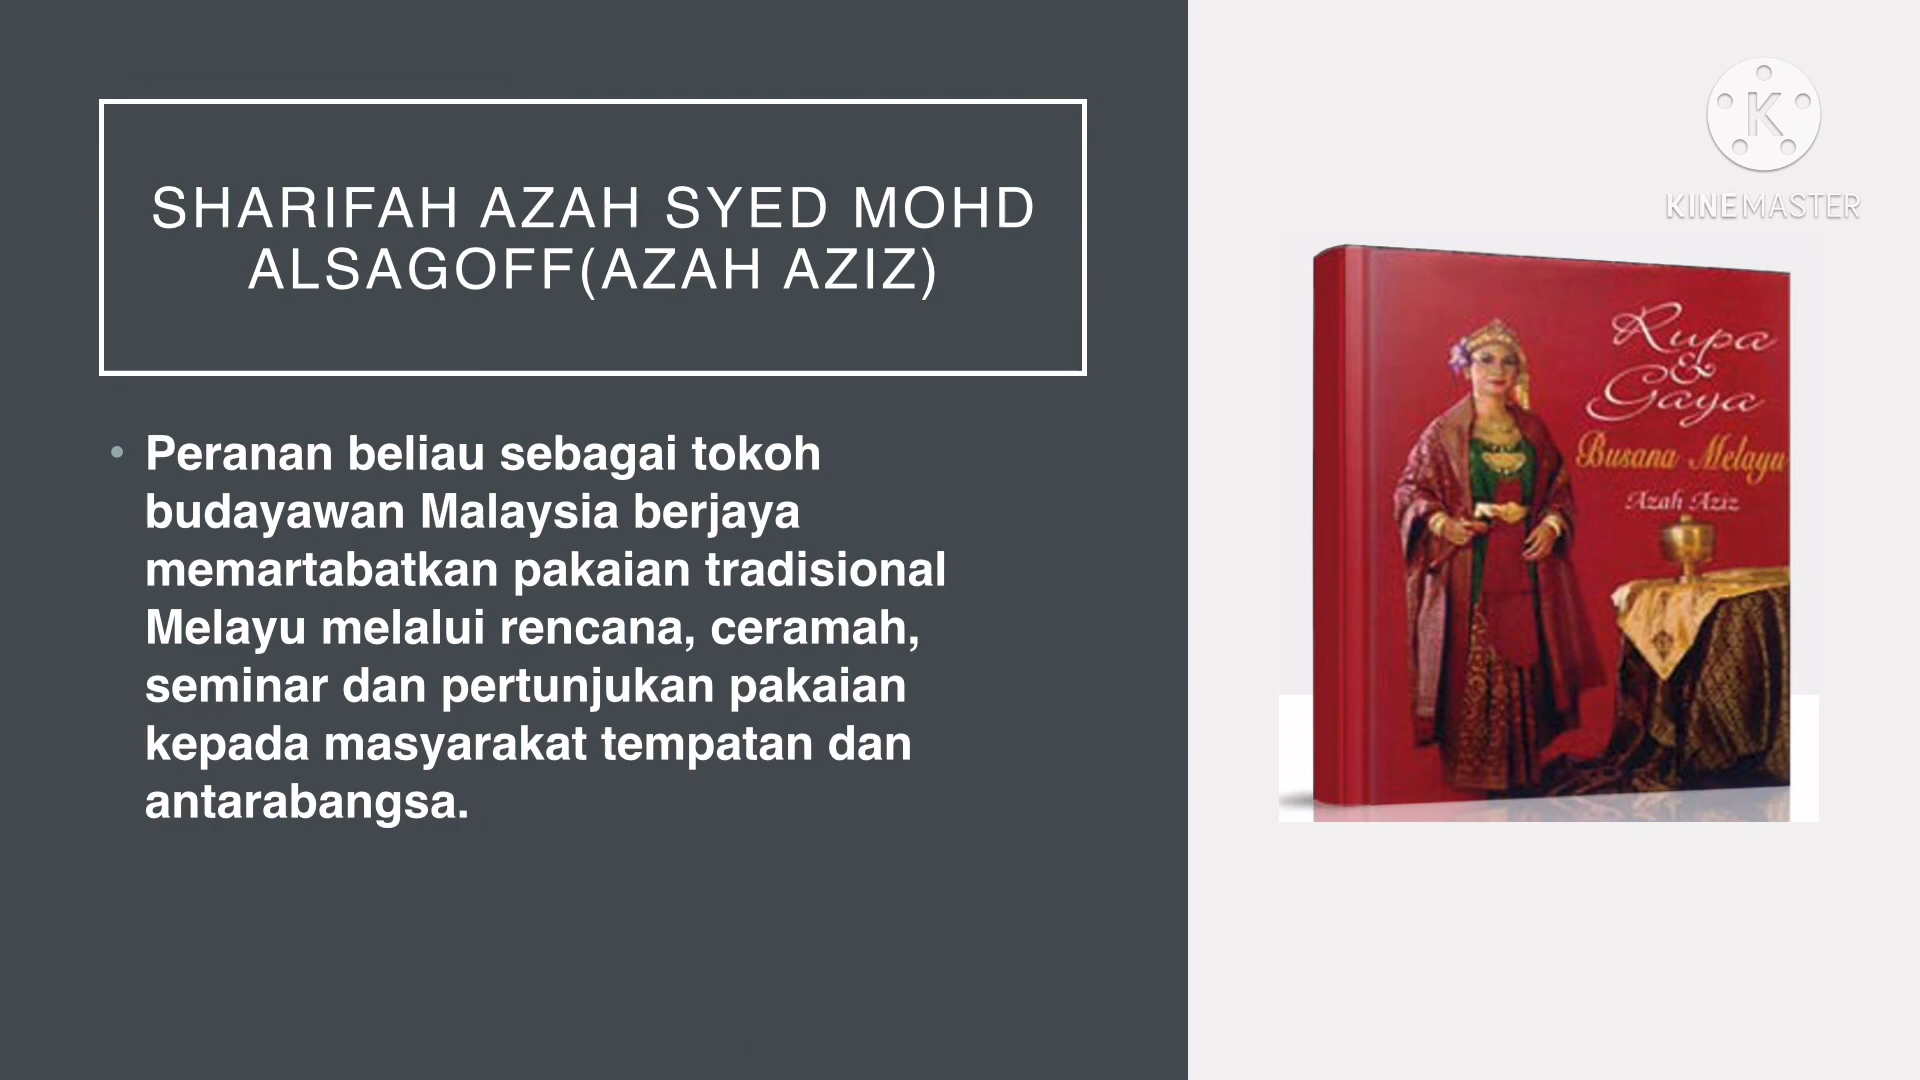 SHARIFAH AZAH SYED MOHD
ALSAGOFF(AZAH AZIZ)
• Peranan beliau sebagai tokoh
budayawan Malaysia berjaya
memartabatkan pakaian tradisional
Melayu melalui rencana, ceramah,
seminar dan pertunjukan pakaian
kepada masyarakat tempatan dan
antarabangsa.
K
KINEMASTER
Rupa
&
Gaya
Busana Melayu
Azah Aziz